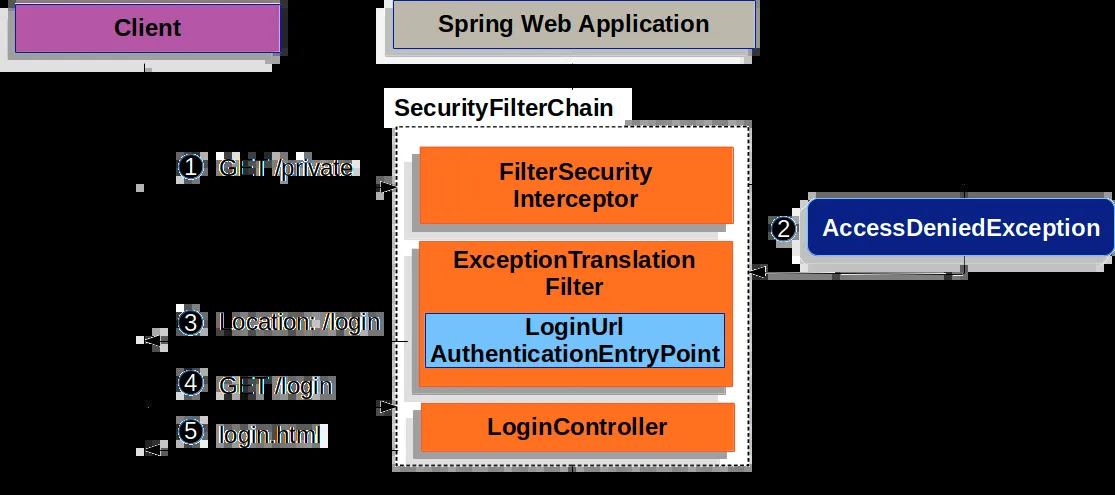 Client
Spring Web Application
SecurityFilterChain
1 GET /private
FilterSecurity
Interceptor
2 AccessDeniedException
ExceptionTranslation
Filter
3 Location: /login
LoginUrl
AuthenticationEntryPoint
4 GET /login
5 login.html
LoginController